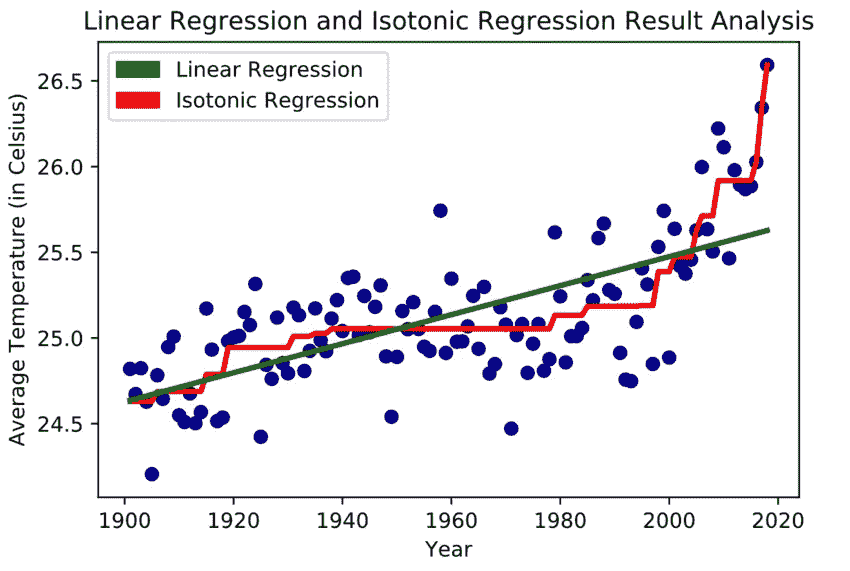 Linear Regression and Isotonic Regression Result Analysis
Linear Regression
Isotonic Regression
Average Temperature (in Celsius)
26.5
26.0
25.5
25.0
24.5
1900 1920 1940 1960 1980 2000 2020
Year